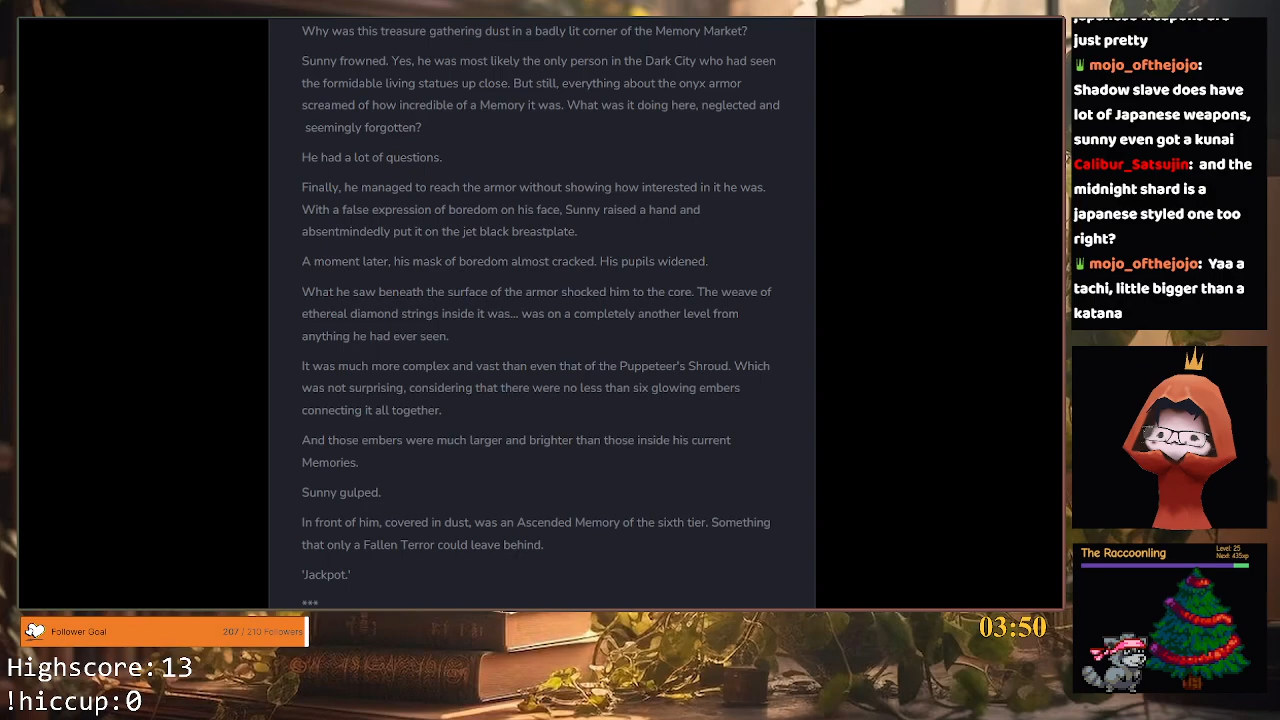 Why was this treasure gathering dust in a badly lit corner of the Memory Market?
Sunny frowned. Yes, he was most likely the only person in the Dark City who had seen
the formidable living statues up close. But still, everything about the onyx armor
screamed of how incredible of a Memory it was. What was it doing here, neglected and
seemingly forgotten?
He had a lot of questions.
Finally, he managed to reach the armor without showing how interested in it he was.
With a false expression of boredom on his face, Sunny raised a hand and
absentmindedly put it on the jet black breastplate.
A moment later, his mask of boredom almost cracked. His pupils widened.
What he saw beneath the surface of the armor shocked him to the core. The weave of
ethereal diamond strings inside it was... was on a completely another level from
anything he had ever seen.
It was much more complex and vast than even that of the Puppeteer's Shroud. Which
was not surprising, considering that there were no less than six glowing embers
connecting it all together.
And those embers were much larger and brighter than those inside his current
Memories.
Sunny gulped.
In front of him, covered in dust, was an Ascended Memory of the sixth tier. Something
that only a Fallen Terror could leave behind.
'Jackpot.'
***
just pretty
mojo_ofthejojo:
Shadow slave does have
lot of Japanese weapons,
sunny even got a kunai
Calibur_Satsujin: and the
midnight shard is a
japanese styled one too
right?
mojo_ofthejojo: Yaa a
tachi, little bigger than a
katana
The Raccoonling
Level: 25
Next: 435xp
Follower Goal
207 / 210 Followers
03:50
Highscore:13
!hiccup:0